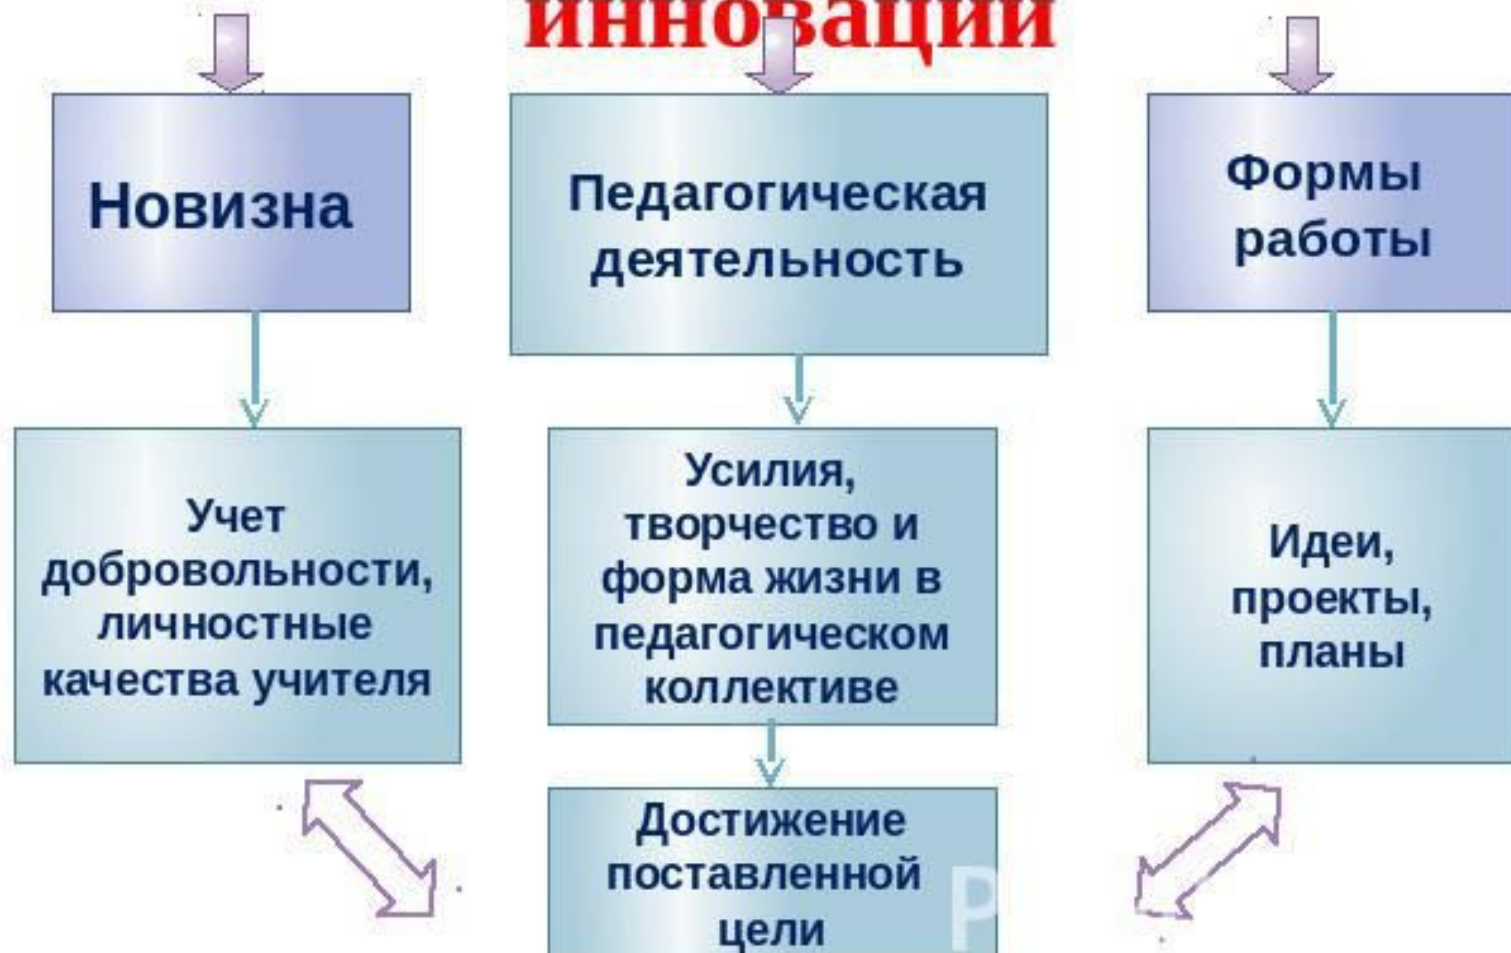 инновации
Новизна
Педагогическая
деятельность
Формы
работы
Учет
добровольности,
личностные
качества учителя
Усилия,
творчество и
форма жизни в
педагогическом
коллективе
Идеи,
проекты,
планы
Достижение
поставленной
цели
P